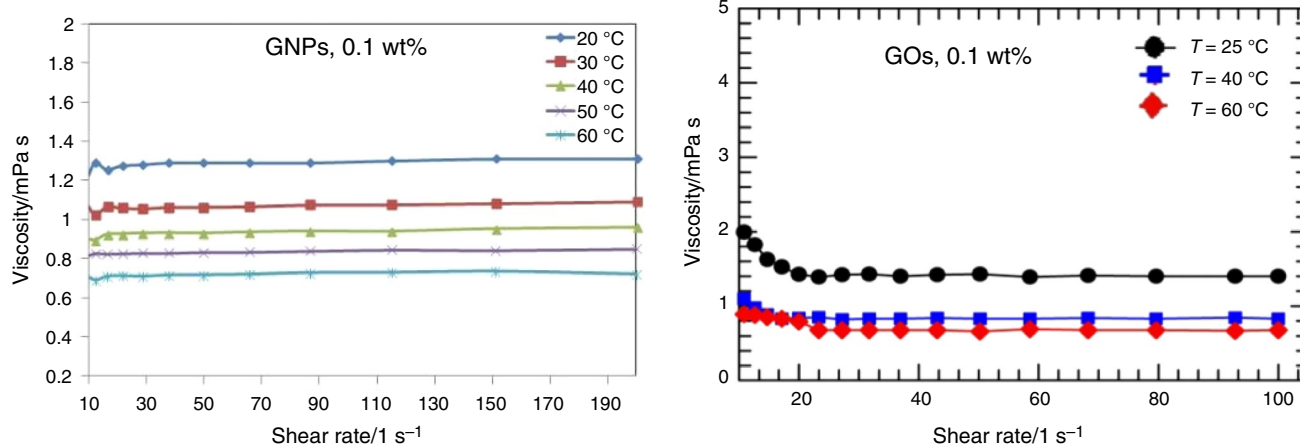 GNPs, 0.1 wt%
20 °C
30 °C
40 °C
50 °C
60 °C
Viscosity/mPa s
2
1.8
1.6
1.4
1.2
1
0.8
0.6
0.4
0.2
10 30 50 70 90 110 130 150 170 190
Shear rate/1 s⁻¹
GOs, 0.1 wt%
T = 25 °C
T = 40 °C
T = 60 °C
Viscosity/mPa s
5
4
3
2
1
0
20 40 60 80 100
Shear rate/1 s⁻¹